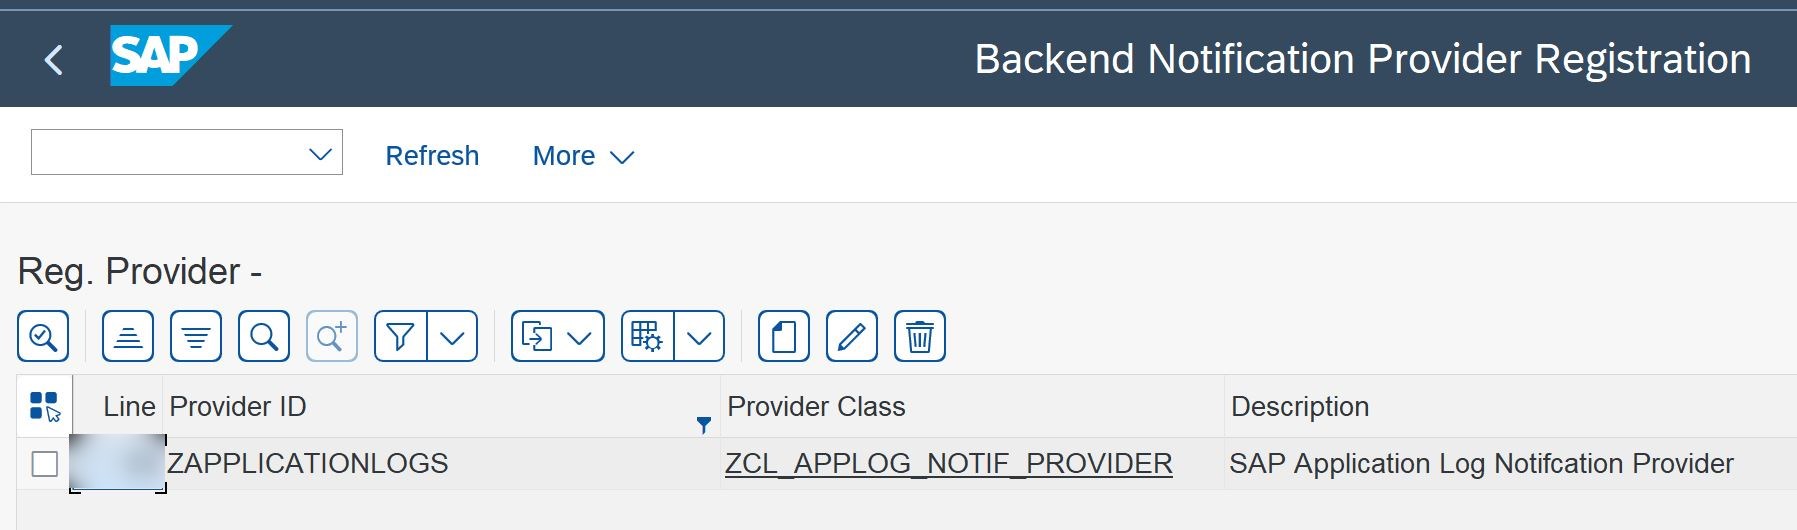 SAP Backend Notification Provider Registration
Refresh More
Reg. Provider -
Line Provider ID Provider Class Description
ZAPPLICATIONLOGS ZCL_APPLOG_NOTIF_PROVIDER SAP Application Log Notifcation Provider